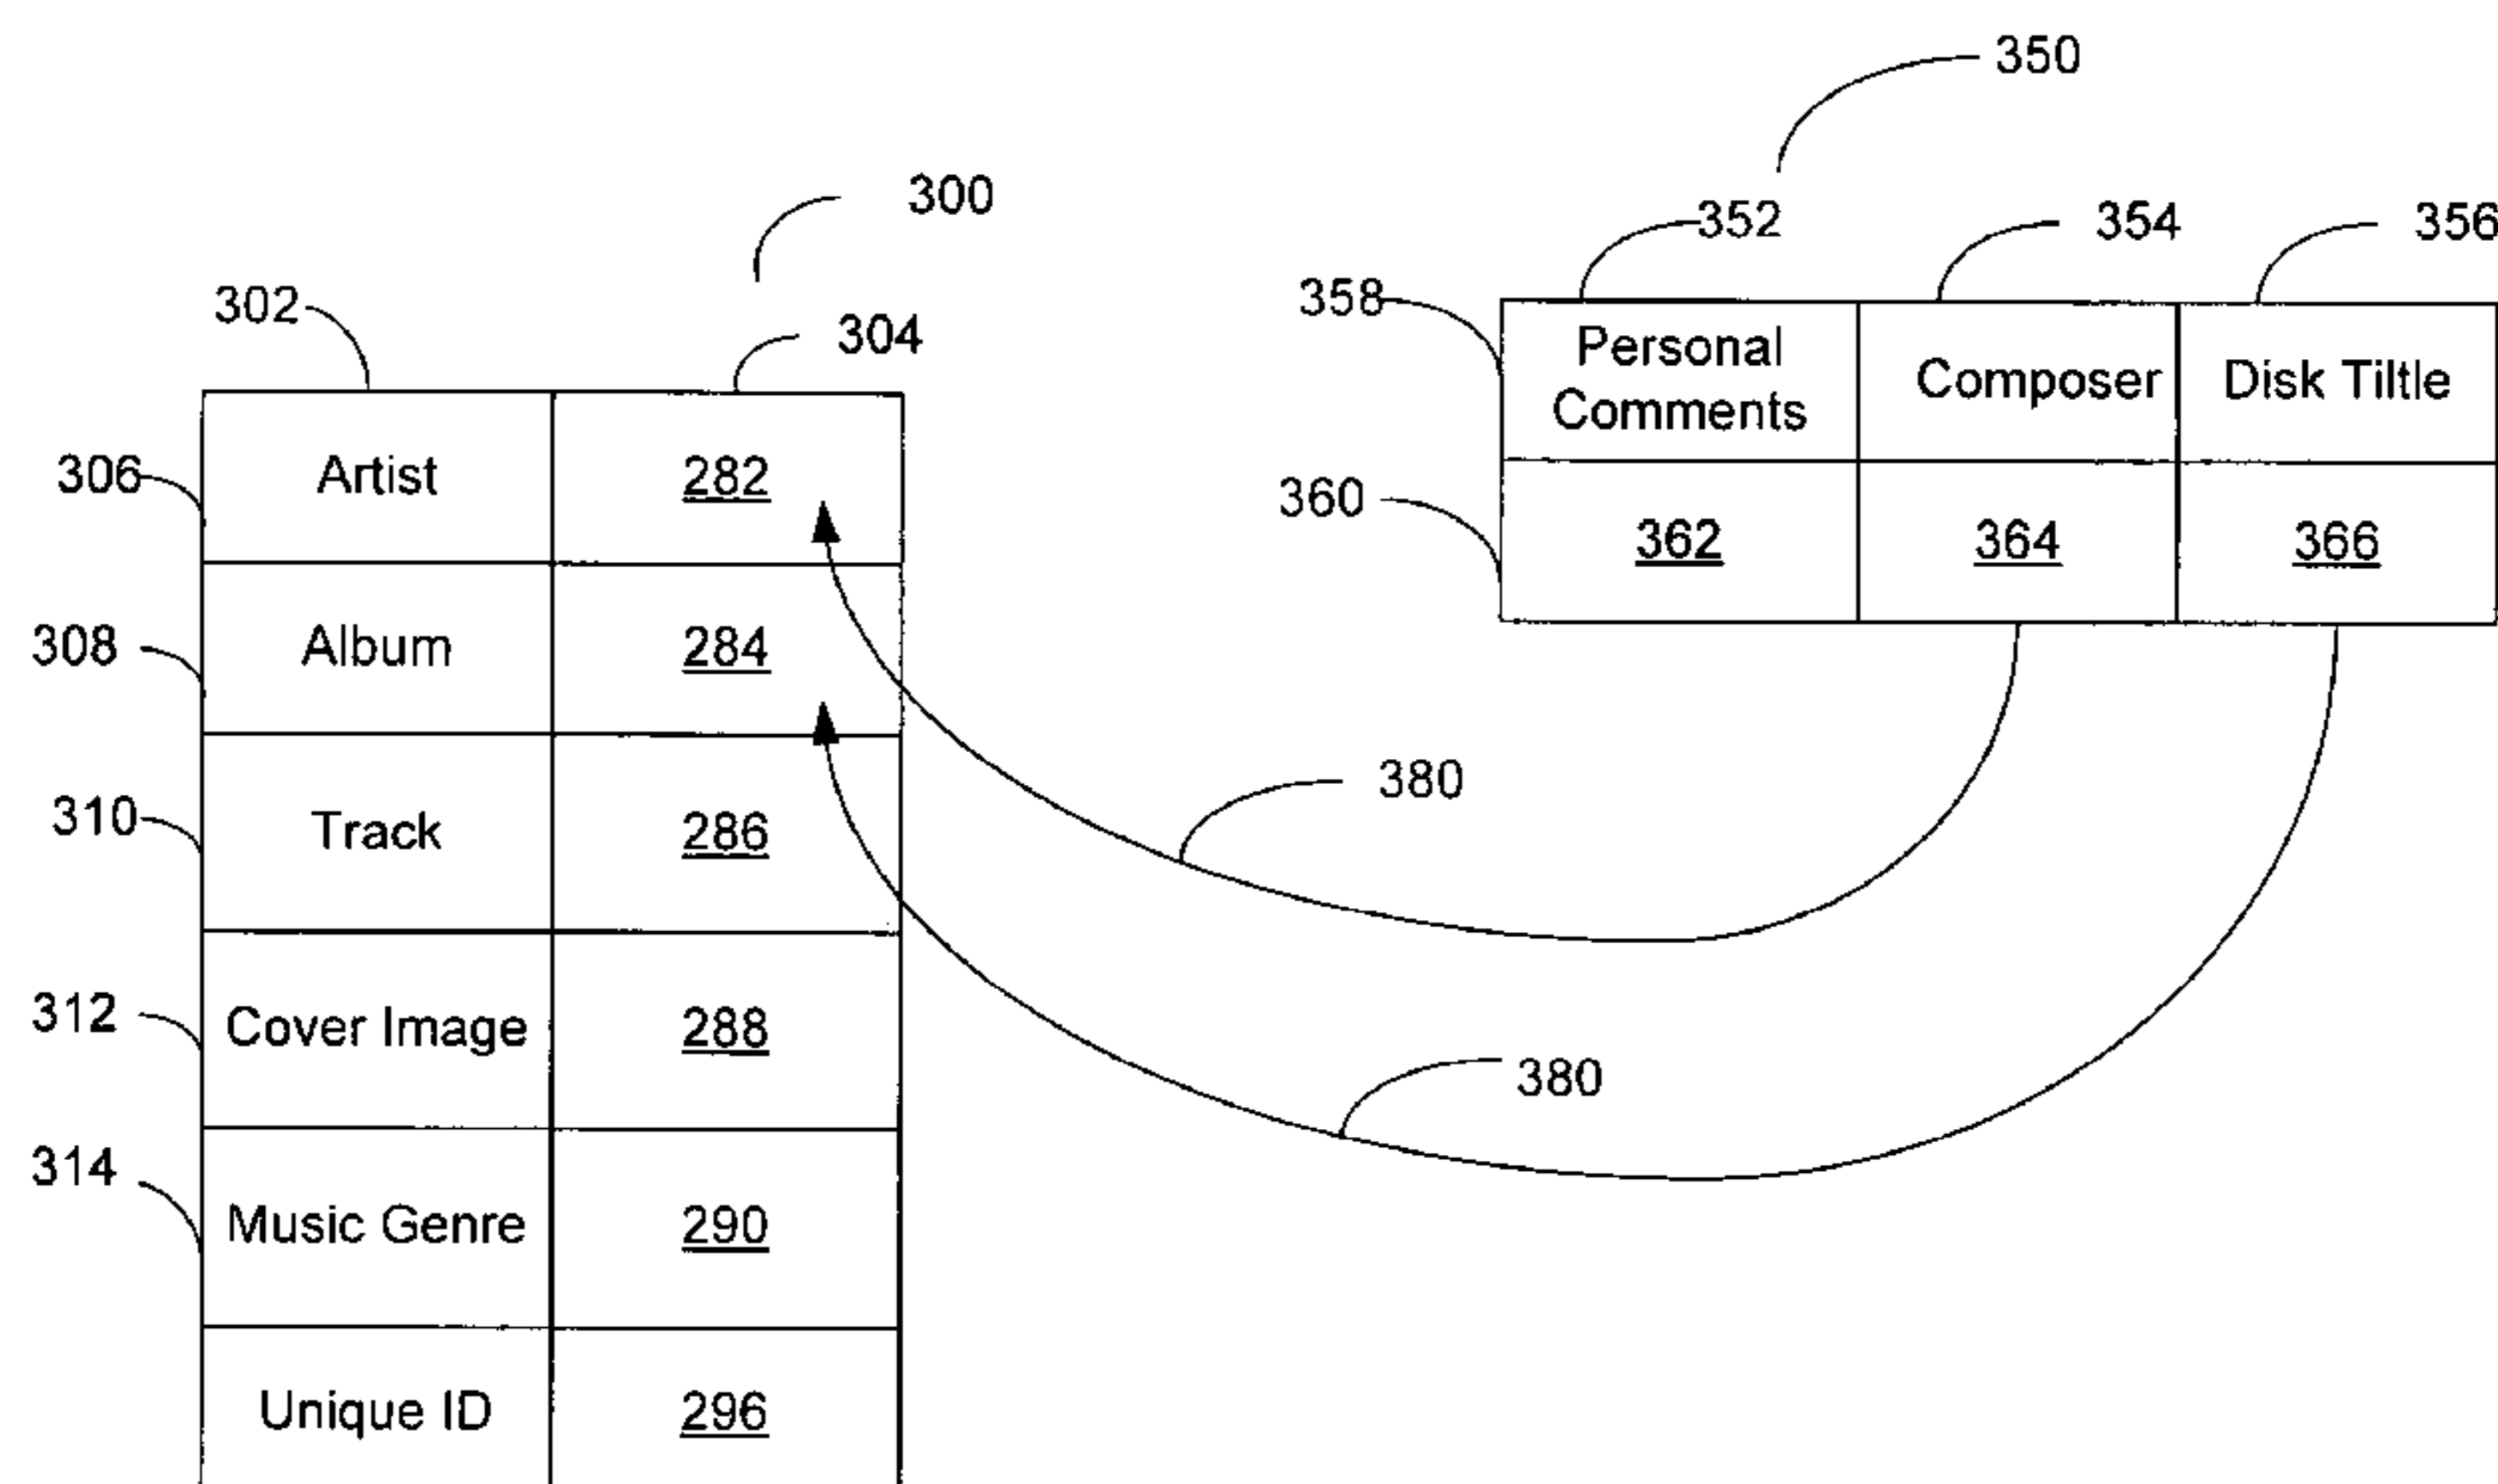 350
300
352
354
356
302
304
358
Personal
Comments
Composer
Disk Tiltle
306
Artist
282
360
362
364
366
308
Album
284
310
Track
286
380
312
Cover Image
288
380
314
Music Genre
290
Unique ID
296